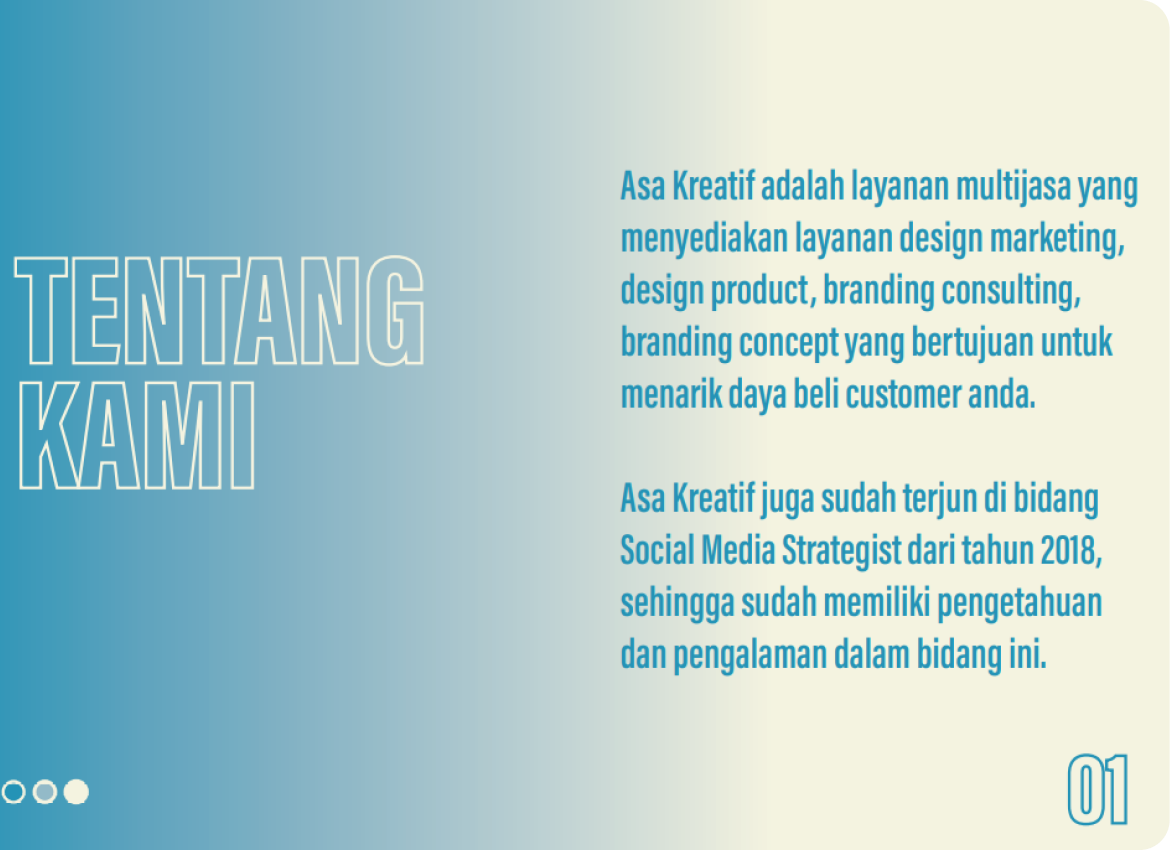 TENTANG
KAMI
Asa Kreatif adalah layanan multijasa yang
menyediakan layanan design marketing,
design product, branding consulting,
branding concept yang bertujuan untuk
menarik daya beli customer anda.
Asa Kreatif juga sudah terjun di bidang
Social Media Strategist dari tahun 2018,
sehingga sudah memiliki pengetahuan
dan pengalaman dalam bidang ini.
01